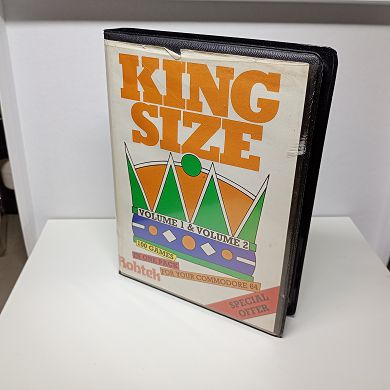 KING
SIZE
VOLUME 1 & VOLUME 2
100 GAMES
IN ONE PACK
FOR YOUR COMMODORE 64
Robtek
SPECIAL
OFFER